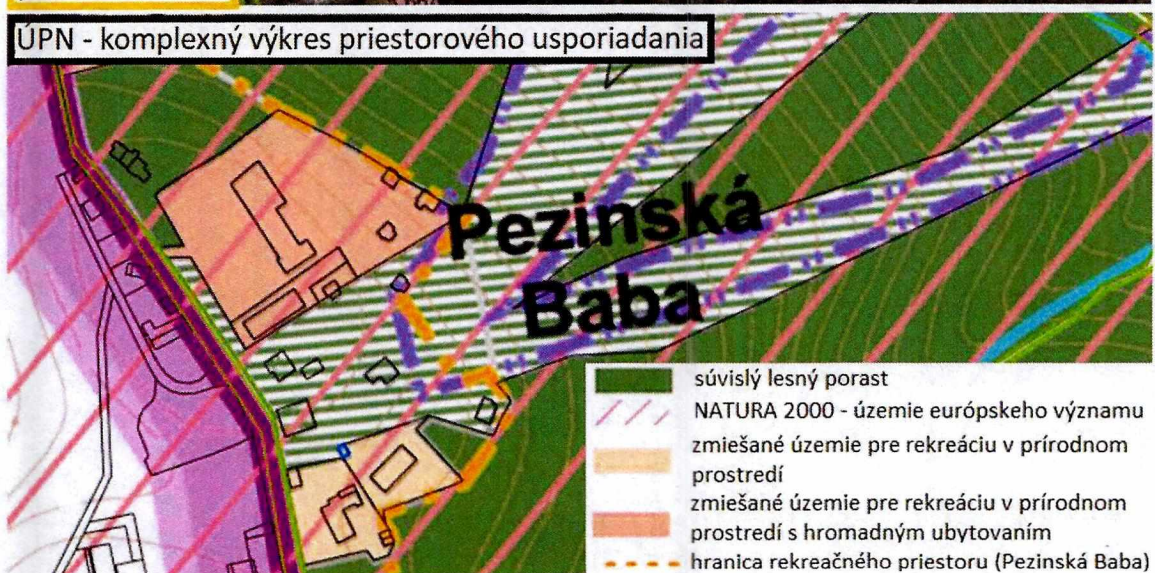 ÚPN - komplexný výkres priestorového usporiadania
Pezinská
Baba
súvislý lesný porast
NATURA 2000 - územie európskeho významu
zmiešané územie pre rekreáciu v prírodnom
prostredí
zmiešané územie pre rekreáciu v prírodnom
prostredí s hromadným ubytovaním
hranica rekreačného priestoru (Pezinská Baba)